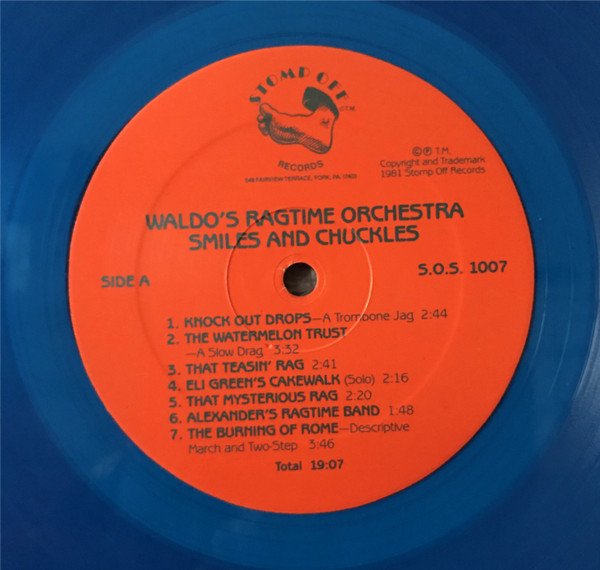 STOMP OFF
T.M.
RECORDS
549 FAIRVIEW TERRACE, YORK, PA. 17403
© ℗ T.M.
Copyright and Trademark
1981 Stomp Off Records
WALDO'S RAGTIME ORCHESTRA
SMILES AND CHUCKLES
SIDE A
S.O.S. 1007
1. KNOCK OUT DROPS—A Trombone Jag 2:44
2. THE WATERMELON TRUST
—A Slow Drag 3:32
3. THAT TEASIN' RAG 2:41
4. ELI GREEN'S CAKEWALK (Solo) 2:16
5. THAT MYSTERIOUS RAG 2:20
6. ALEXANDER'S RAGTIME BAND 1:48
7. THE BURNING OF ROME—Descriptive
March and Two-Step 3:46
Total 19:07